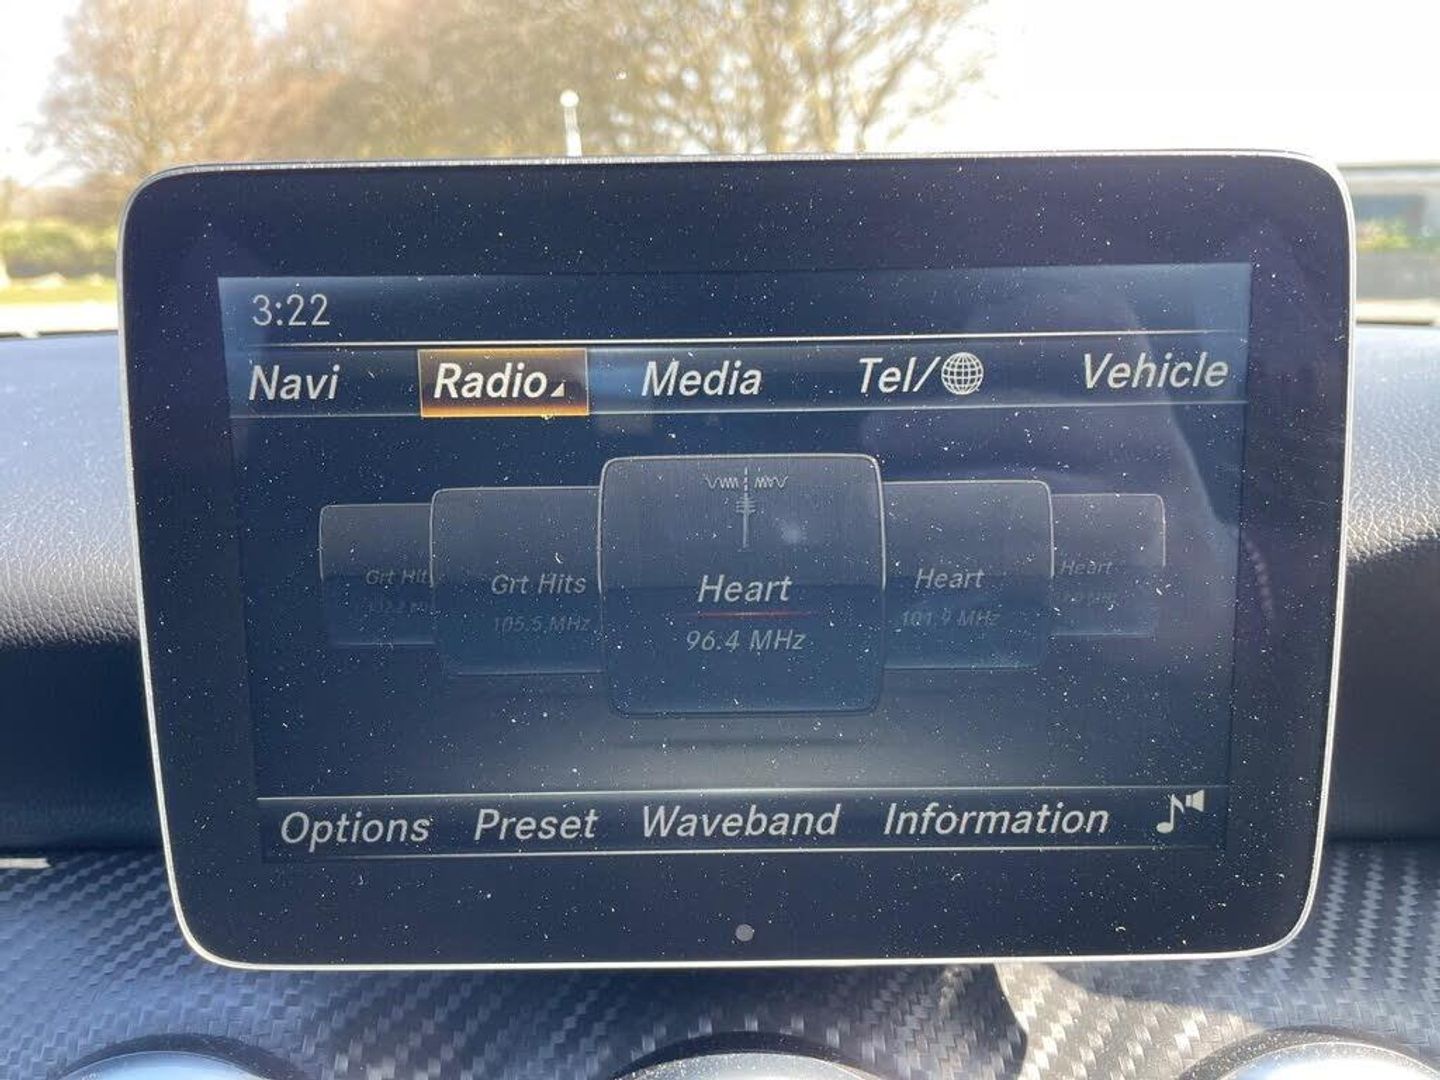 3:22
Navi Radio Media Tel/ Vehicle
Grt Hit Grt Hits Heart Heart Heart
105.5 MHz 96.4 MHz 101.9 MHz
Options Preset Waveband Information